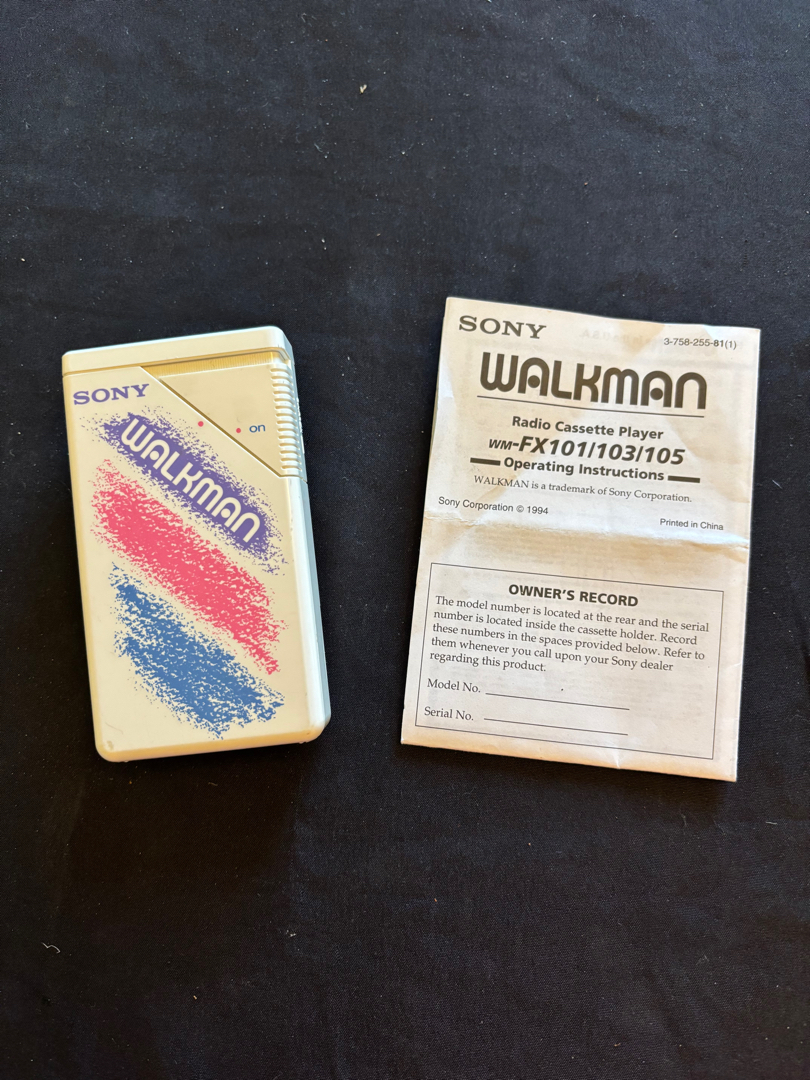 SONY
on
WALKMAN
SONY
3-758-255-81(1)
WALKMAN
Radio Cassette Player
WM-FX101/103/105
Operating Instructions
WALKMAN is a trademark of Sony Corporation.
Sony Corporation © 1994
Printed in China
OWNER'S RECORD
The model number is located at the rear and the serial
number is located inside the cassette holder. Record
these numbers in the spaces provided below. Refer to
them whenever you call upon your Sony dealer
regarding this product.
Model No.
Serial No.